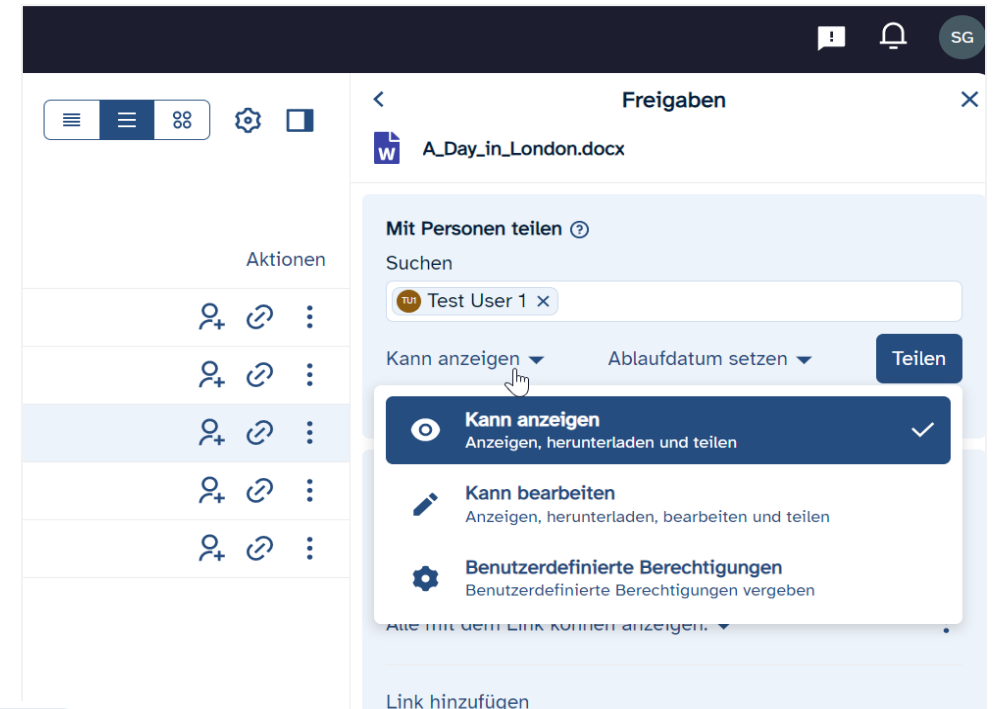 SG
Freigaben
W A_Day_in_London.docx
Mit Personen teilen ?
Aktionen
Suchen
TU1 Test User 1
Kann anzeigen Ablaufdatum setzen Teilen
Kann anzeigen
Anzeigen, herunterladen und teilen
Kann bearbeiten
Anzeigen, herunterladen, bearbeiten und teilen
Benutzerdefinierte Berechtigungen
Benutzerdefinierte Berechtigungen vergeben
Alle mit dem Link können anzeigen.
Link hinzufügen